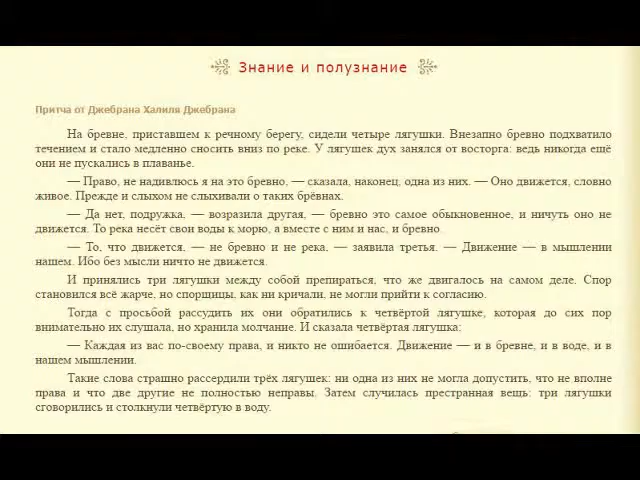 Знание и полузнание
Притча от Джебрана Халиля Джебрана
На бревне, приставшем к речному берегу, сидели четыре лягушки. Внезапно бревно подхватило
течением и стало медленно сносить вниз по реке. У лягушек дух занялся от восторга: ведь никогда ещё
они не пускались в плаванье.
— Право, не надивлюсь я на это бревно, — сказала, наконец, одна из них. — Оно движется, словно
живое. Прежде и слыхом не слыхивали о таких брёвнах.
— Да нет, подружка, — возразила другая, — бревно это самое обыкновенное, и ничуть оно не
движется. То река несёт свои воды к морю, а вместе с ним и нас, и бревно.
— То, что движется, — не бревно и не река, — заявила третья. — Движение — в мышлении
нашем. Ибо без мысли ничто не движется.
И принялись три лягушки между собой препираться, что же двигалось на самом деле. Спор
становился всё жарче, но спорщицы, как ни кричали, не могли прийти к согласию.
Тогда с просьбой рассудить их они обратились к четвёртой лягушке, которая до сих пор
внимательно их слушала, но хранила молчание. И сказала четвёртая лягушка:
— Каждая из вас по-своему права, и никто не ошибается. Движение — и в бревне, и в воде, и в
нашем мышлении.
Такие слова страшно рассердили трёх лягушек: ни одна из них не могла допустить, что не вполне
права и что две другие не полностью неправы. Затем случилась престранная вещь: три лягушки
сговорились и столкнули четвёртую в воду.